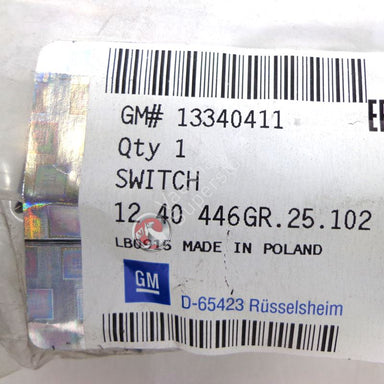 GM# 13340411
Qty 1
SWITCH
12 40 446GR.25.102
LB0915 MADE IN POLAND
GM
D-65423 Rüsselsheim